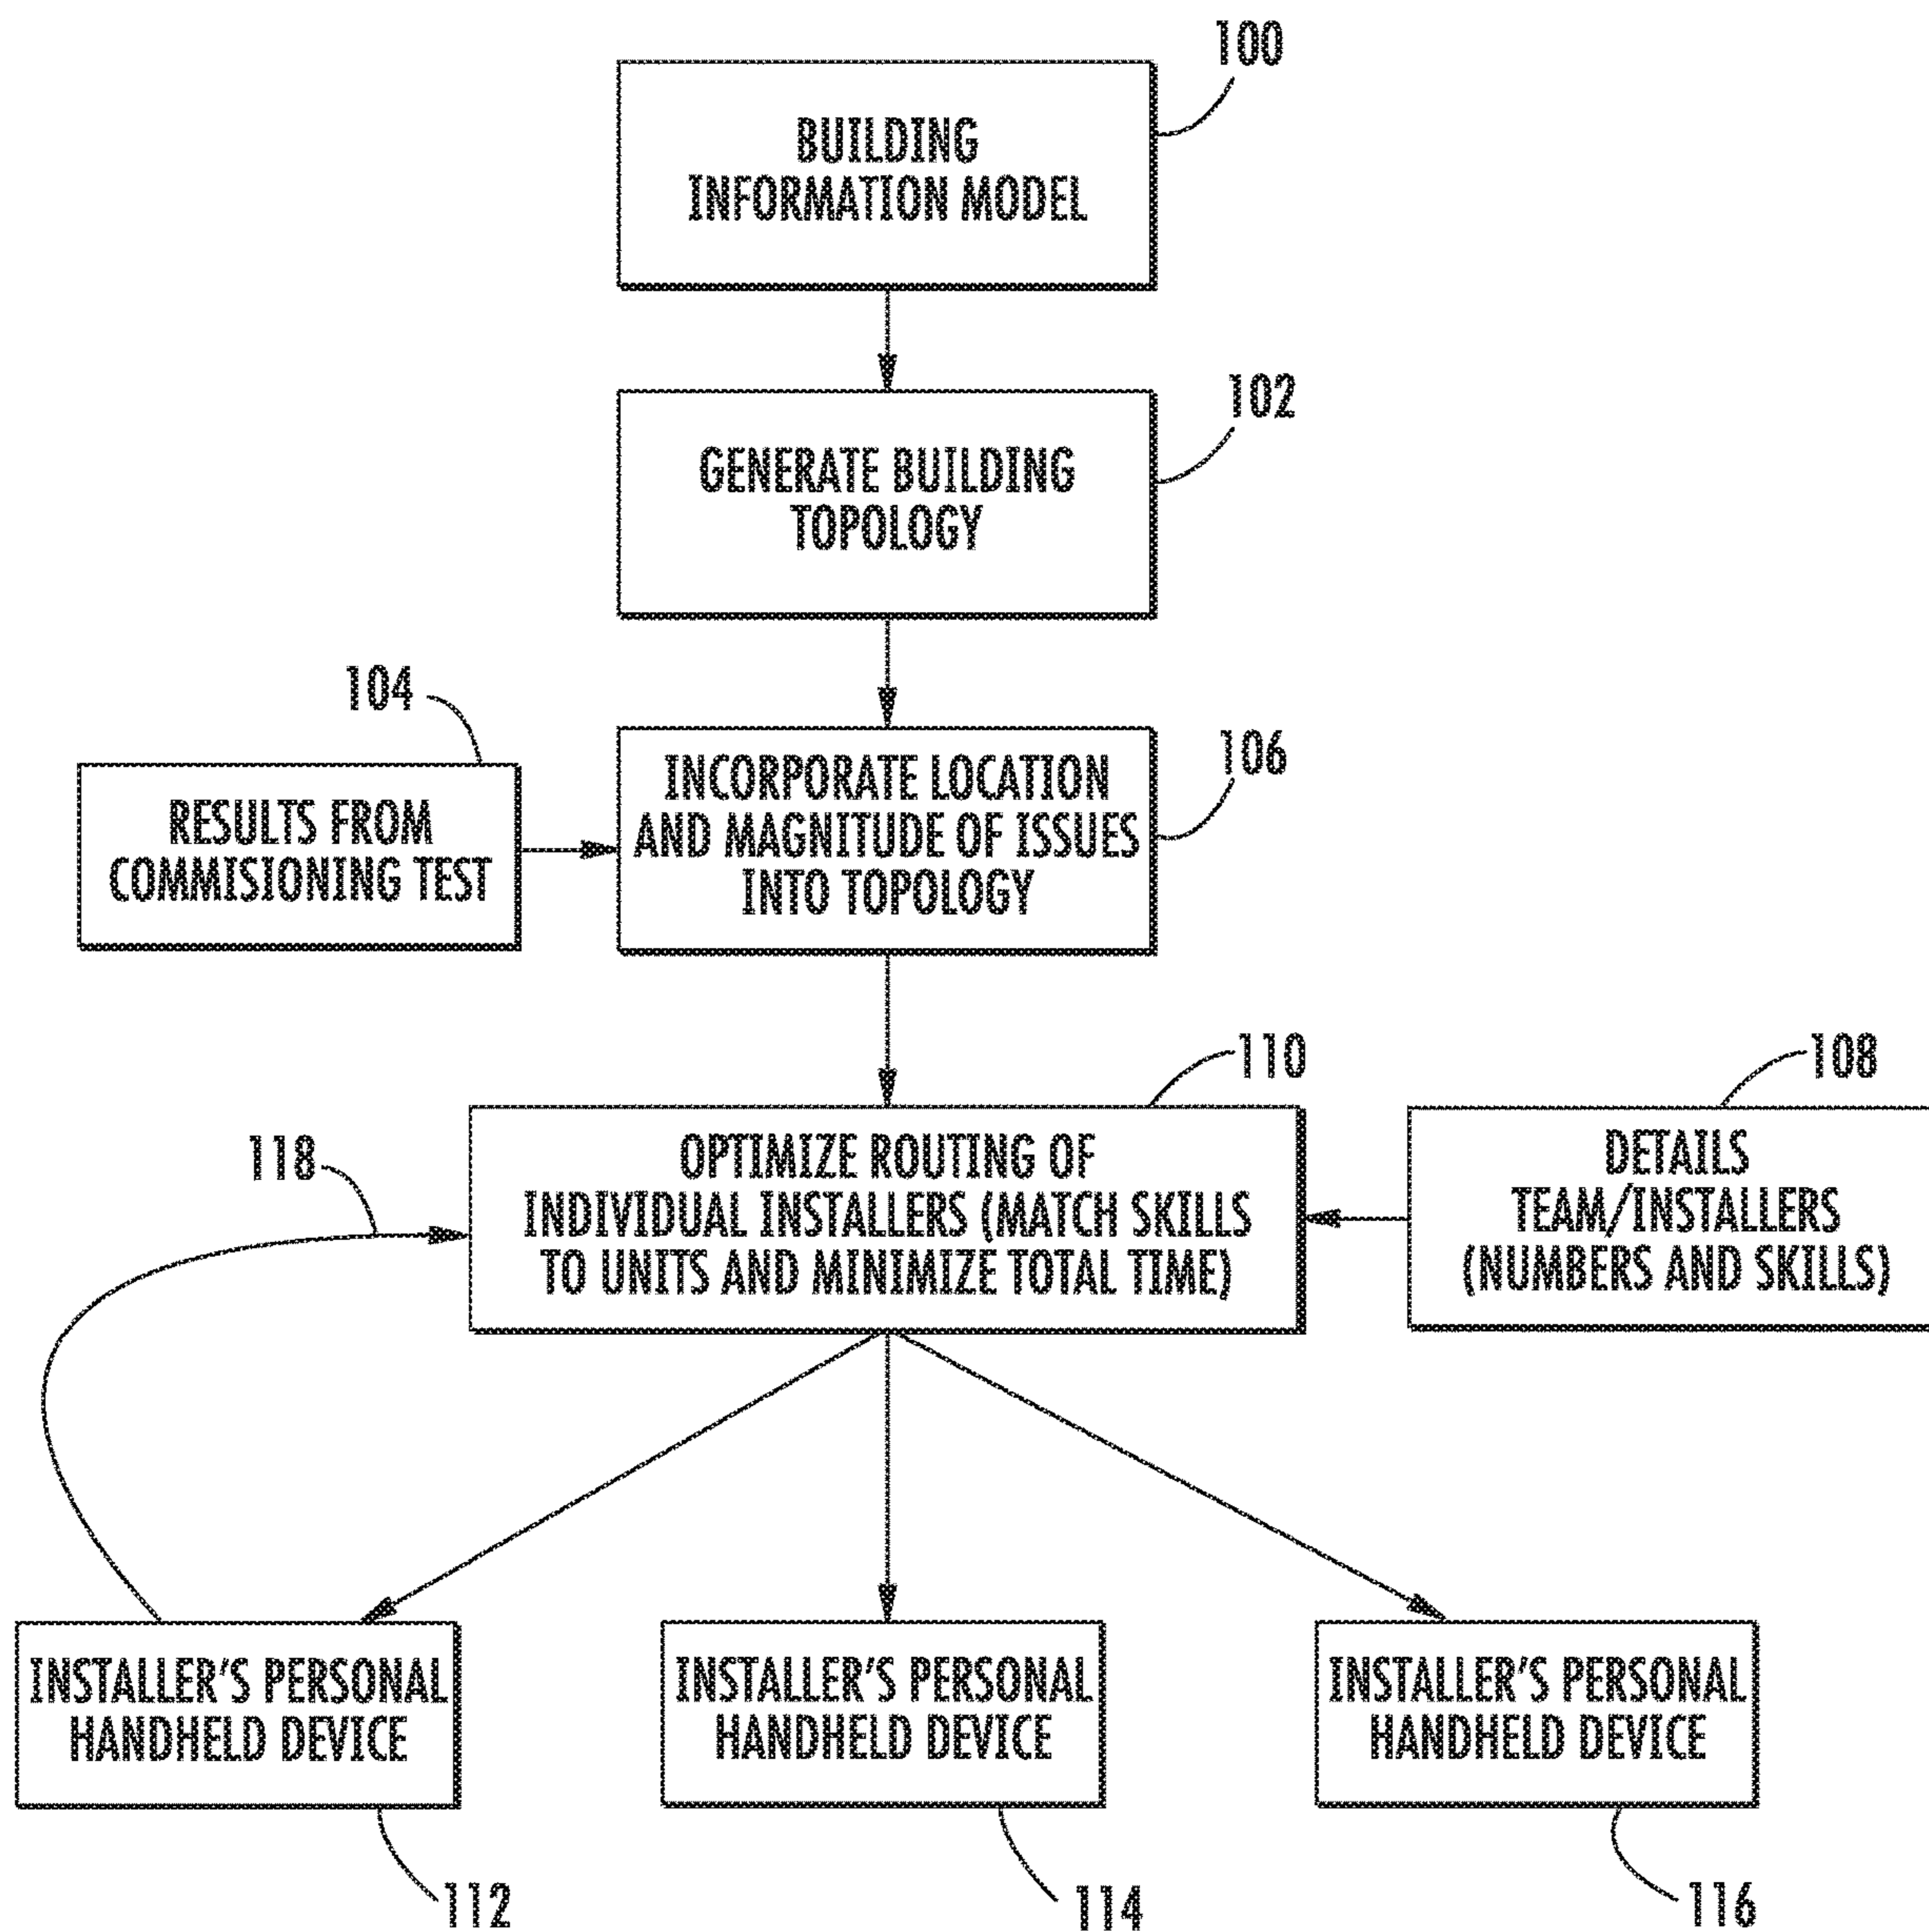 100
BUILDING
INFORMATION MODEL
102
GENERATE BUILDING
TOPOLOGY
104
RESULTS FROM
COMMISIONING TEST
106
INCORPORATE LOCATION
AND MAGNITUDE OF ISSUES
INTO TOPOLOGY
110
108
118
OPTIMIZE ROUTING OF
INDIVIDUAL INSTALLERS (MATCH SKILLS
TO UNITS AND MINIMIZE TOTAL TIME)
DETAILS
TEAM/INSTALLERS
(NUMBERS AND SKILLS)
INSTALLER'S PERSONAL
HANDHELD DEVICE
INSTALLER'S PERSONAL
HANDHELD DEVICE
INSTALLER'S PERSONAL
HANDHELD DEVICE
112
114
116